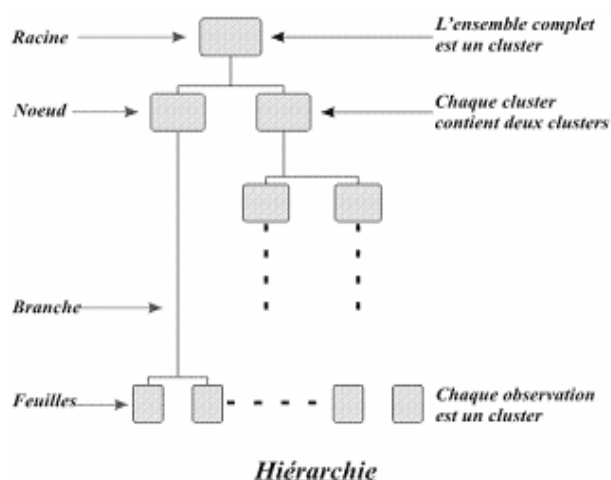 Racine
L'ensemble complet
est un cluster
Noeud
Chaque cluster
contient deux clusters
Branche
Feuilles
Chaque observation
est un cluster
Hiérarchie